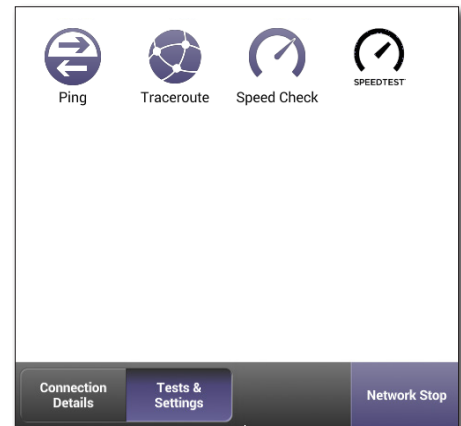 Ping Traceroute Speed Check SPEEDTEST
Connection Details
Tests & Settings
Network Stop